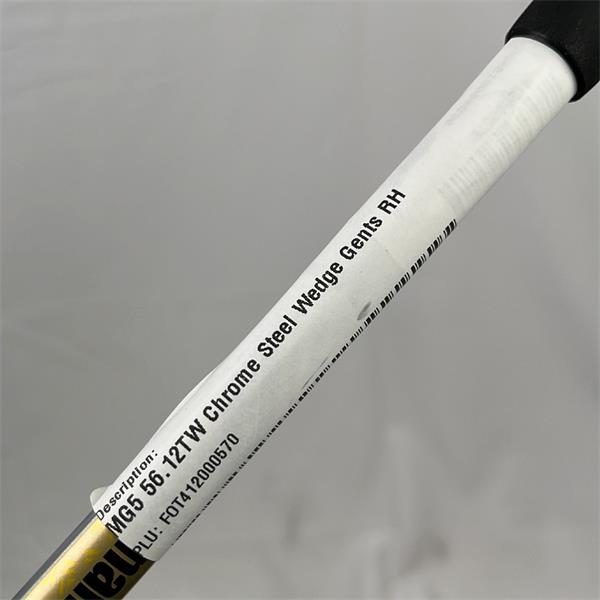 Description:
MG5 56.12TW Chrome Steel Wedge Gents RH
PLU: FOT412000570